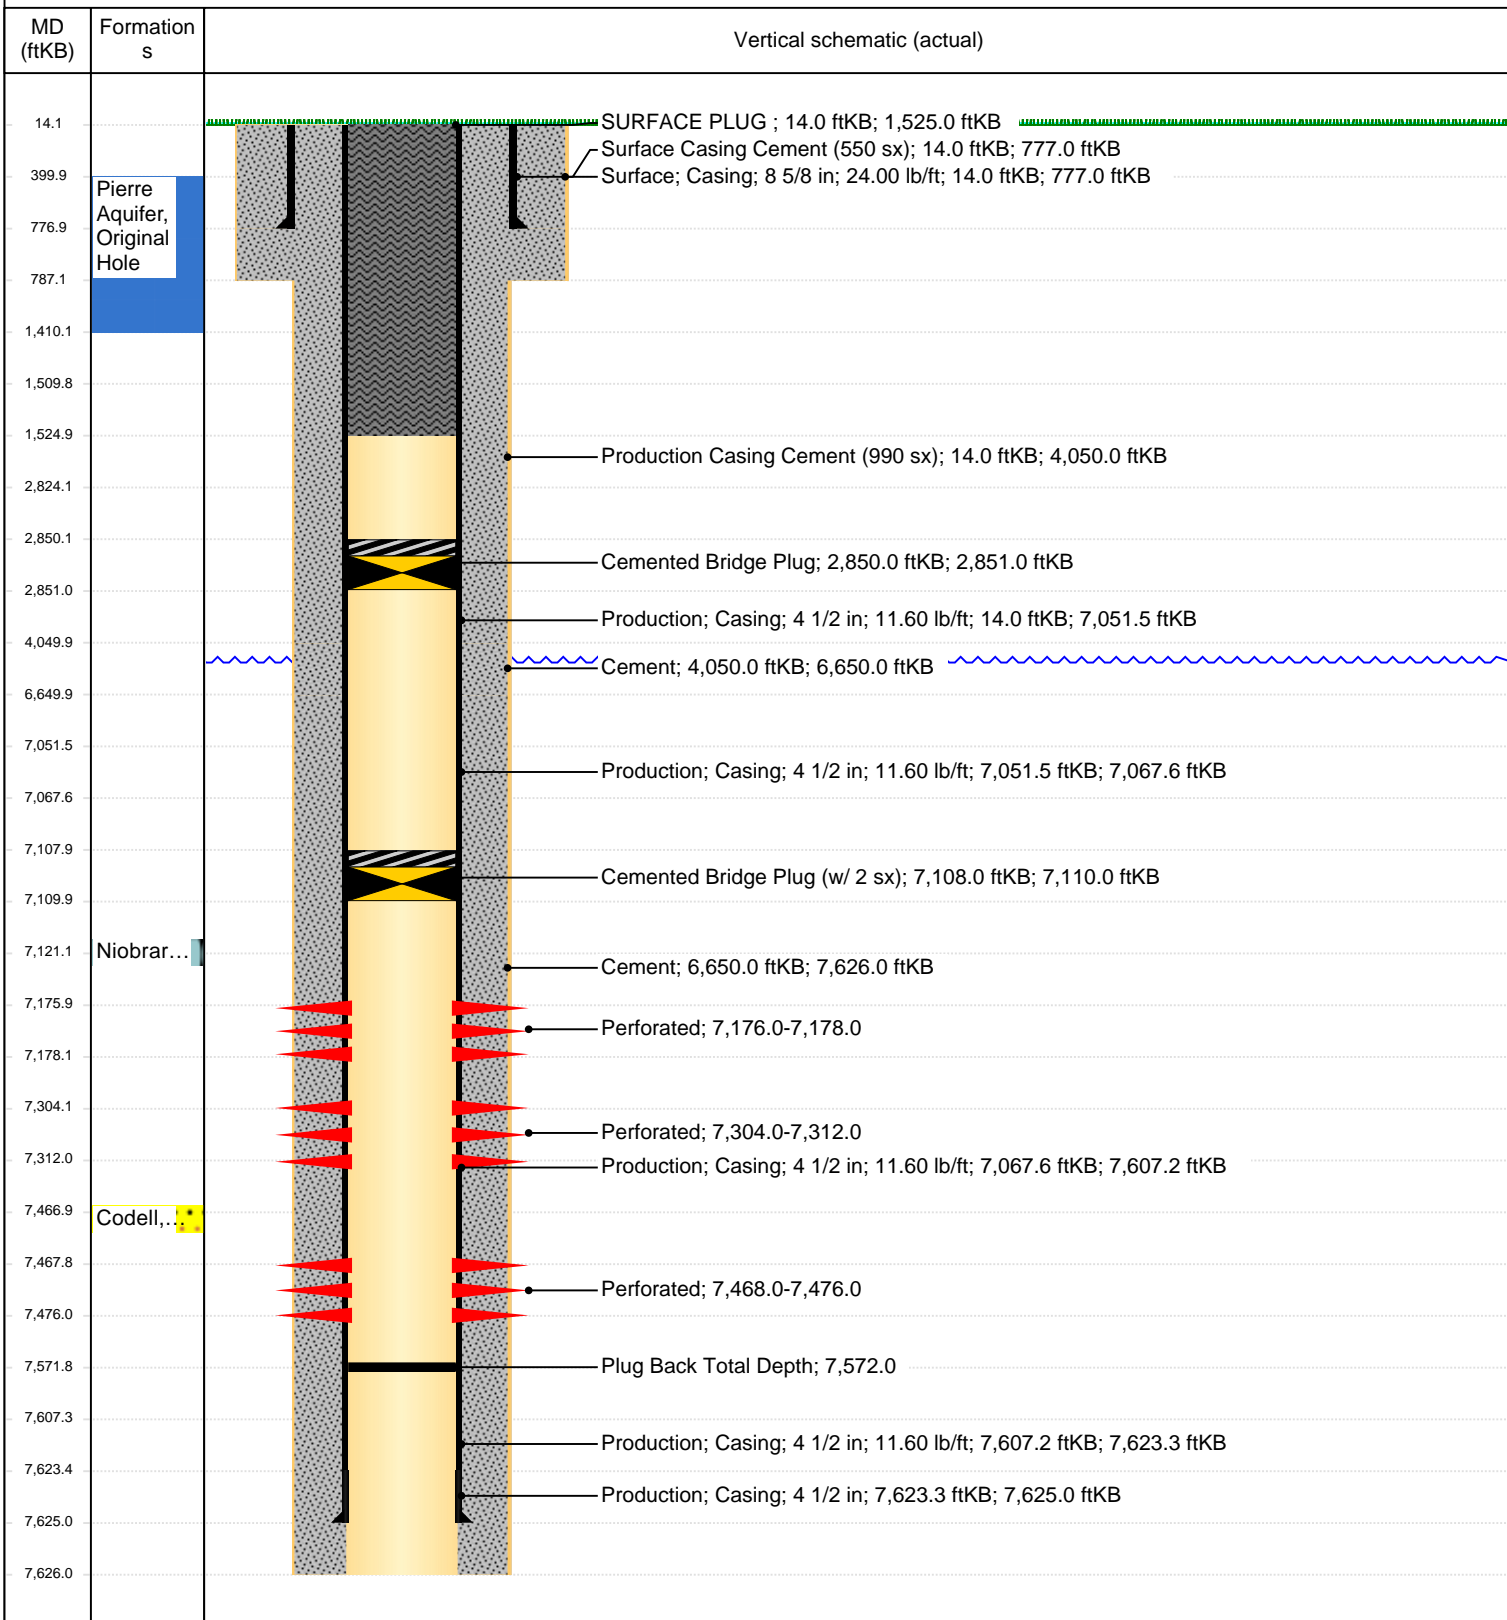 MD
(ftKB)
Formation
s
Vertical schematic (actual)
14.1
SURFACE PLUG ; 14.0 ftKB; 1,525.0 ftKB
Surface Casing Cement (550 sx); 14.0 ftKB; 777.0 ftKB
399.9
Surface; Casing; 8 5/8 in; 24.00 lb/ft; 14.0 ftKB; 777.0 ftKB
Pierre
Aquifer,
Original
Hole
776.9
787.1
1,410.1
1,509.8
1,524.9
Production Casing Cement (990 sx); 14.0 ftKB; 4,050.0 ftKB
2,824.1
2,850.1
Cemented Bridge Plug; 2,850.0 ftKB; 2,851.0 ftKB
2,851.0
Production; Casing; 4 1/2 in; 11.60 lb/ft; 14.0 ftKB; 7,051.5 ftKB
4,049.9
Cement; 4,050.0 ftKB; 6,650.0 ftKB
6,649.9
7,051.5
Production; Casing; 4 1/2 in; 11.60 lb/ft; 7,051.5 ftKB; 7,067.6 ftKB
7,067.6
7,107.9
Cemented Bridge Plug (w/ 2 sx); 7,108.0 ftKB; 7,110.0 ftKB
7,109.9
7,121.1
Niobrar...
Cement; 6,650.0 ftKB; 7,626.0 ftKB
7,175.9
Perforated; 7,176.0-7,178.0
7,178.1
7,304.1
Perforated; 7,304.0-7,312.0
7,312.0
Production; Casing; 4 1/2 in; 11.60 lb/ft; 7,067.6 ftKB; 7,607.2 ftKB
7,466.9
Codell,...
7,467.8
Perforated; 7,468.0-7,476.0
7,476.0
7,571.8
Plug Back Total Depth; 7,572.0
7,607.3
Production; Casing; 4 1/2 in; 11.60 lb/ft; 7,607.2 ftKB; 7,623.3 ftKB
7,623.4
Production; Casing; 4 1/2 in; 7,623.3 ftKB; 7,625.0 ftKB
7,625.0
7,626.0